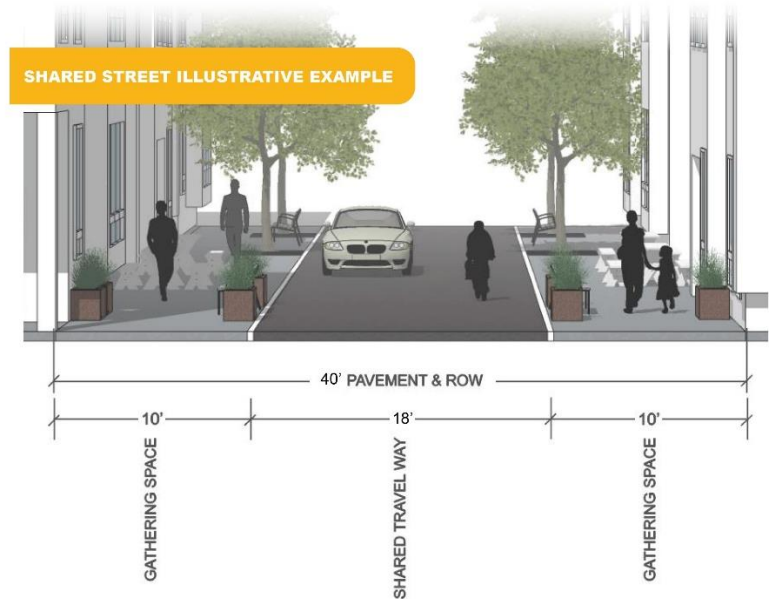 SHARED STREET ILLUSTRATIVE EXAMPLE
40' PAVEMENT & ROW
10'
18'
10'
GATHERING SPACE
SHARED TRAVEL WAY
GATHERING SPACE